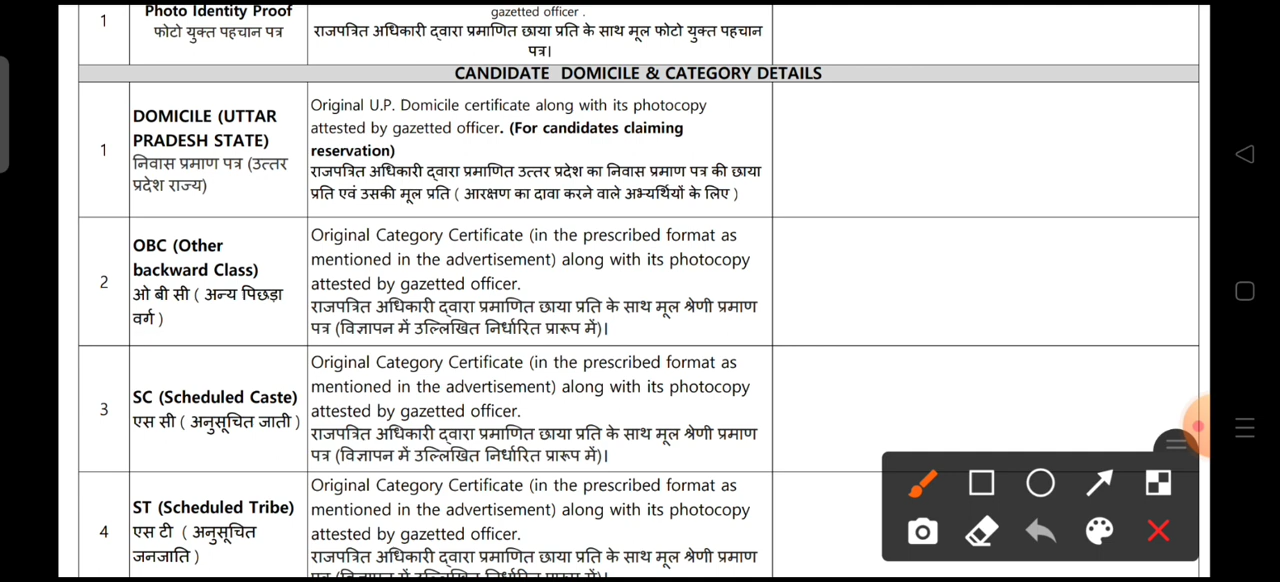 1
Photo Identity Proof
फोटो युक्त पहचान पत्र
gazetted officer .
राजपत्रित अधिकारी द्वारा प्रमाणित छाया प्रति के साथ मूल फोटो युक्त पहचान
पत्र।
CANDIDATE DOMICILE & CATEGORY DETAILS
1
DOMICILE (UTTAR
PRADESH STATE)
निवास प्रमाण पत्र (उत्तर
प्रदेश राज्य)
Original U.P. Domicile certificate along with its photocopy
attested by gazetted officer. (For candidates claiming
reservation)
राजपत्रित अधिकारी द्वारा प्रमाणित उत्तर प्रदेश का निवास प्रमाण पत्र की छाया
प्रति एवं उसकी मूल प्रति ( आरक्षण का दावा करने वाले अभ्यर्थियों के लिए )
2
OBC (Other
backward Class)
ओ बी सी ( अन्य पिछड़ा
वर्ग )
Original Category Certificate (in the prescribed format as
mentioned in the advertisement) along with its photocopy
attested by gazetted officer.
राजपत्रित अधिकारी द्वारा प्रमाणित छाया प्रति के साथ मूल श्रेणी प्रमाण
पत्र (विज्ञापन में उल्लिखित निर्धारित प्रारूप में)।
3
SC (Scheduled Caste)
एस सी ( अनुसूचित जाती )
Original Category Certificate (in the prescribed format as
mentioned in the advertisement) along with its photocopy
attested by gazetted officer.
राजपत्रित अधिकारी द्वारा प्रमाणित छाया प्रति के साथ मूल श्रेणी प्रमाण
पत्र (विज्ञापन में उल्लिखित निर्धारित प्रारूप में)।
4
ST (Scheduled Tribe)
एस टी ( अनुसूचित
जनजाति )
Original Category Certificate (in the prescribed format as
mentioned in the advertisement) along with its photocopy
attested by gazetted officer.
राजपत्रित अधिकारी द्वारा प्रमाणित छाया प्रति के साथ मूल श्रेणी प्रमाण